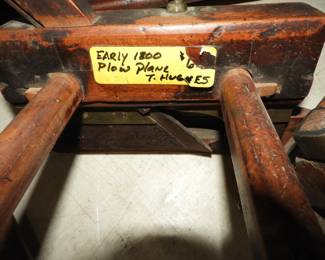 EARLY 1800
Plow Plane
T. HUGHES